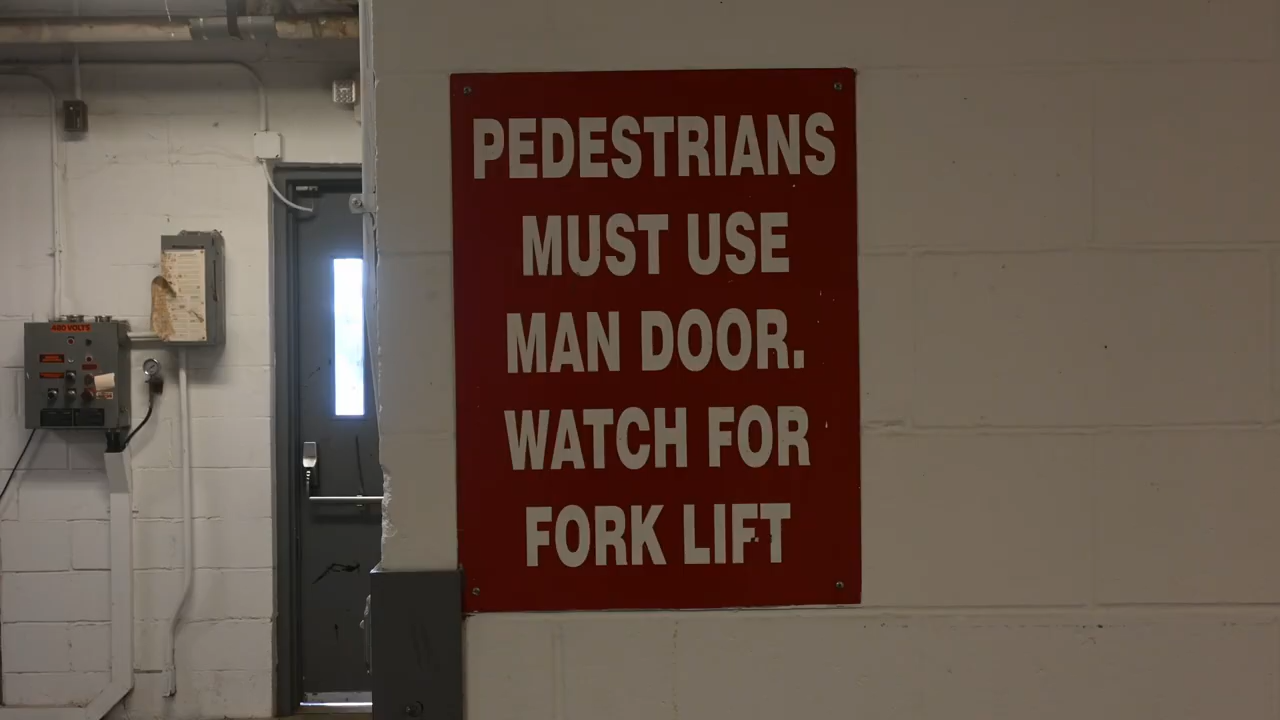 480 VOLTS
PEDESTRIANS
MUST USE
MAN DOOR.
WATCH FOR
FORK LIFT